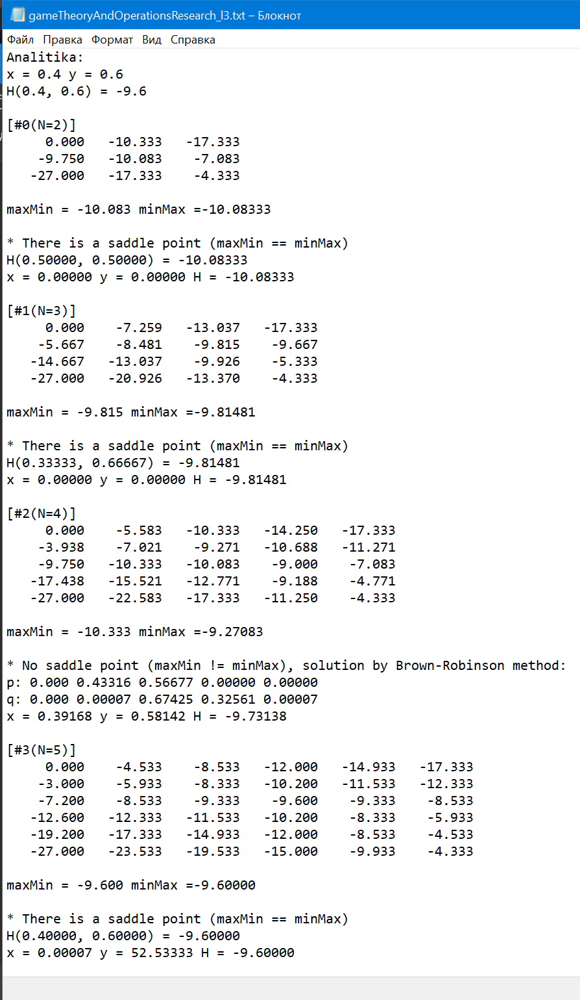 gameTheoryAndOperationsResearch_l3.txt – Блокнот
Файл Правка Формат Вид Справка
Analitika:
x = 0.4 y = 0.6
H(0.4, 0.6) = -9.6
[#0(N=2)]
0.000 -10.333 -17.333
-9.750 -10.083 -7.083
-27.000 -17.333 -4.333
maxMin = -10.083 minMax =-10.08333
* There is a saddle point (maxMin == minMax)
H(0.50000, 0.50000) = -10.08333
x = 0.00000 y = 0.00000 H = -10.08333
[#1(N=3)]
0.000 -7.259 -13.037 -17.333
-5.667 -8.481 -9.815 -9.667
-14.667 -13.037 -9.926 -5.333
-27.000 -20.926 -13.370 -4.333
maxMin = -9.815 minMax =-9.81481
* There is a saddle point (maxMin == minMax)
H(0.33333, 0.66667) = -9.81481
x = 0.00000 y = 0.00000 H = -9.81481
[#2(N=4)]
0.000 -5.583 -10.333 -14.250 -17.333
-3.938 -7.021 -9.271 -10.688 -11.271
-9.750 -10.333 -10.083 -9.000 -7.083
-17.438 -15.521 -12.771 -9.188 -4.771
-27.000 -22.583 -17.333 -11.250 -4.333
maxMin = -10.333 minMax =-9.27083
* No saddle point (maxMin != minMax), solution by Brown-Robinson method:
p: 0.000 0.43316 0.56677 0.00000 0.00000
q: 0.000 0.00007 0.67425 0.32561 0.00007
x = 0.39168 y = 0.58142 H = -9.73138
[#3(N=5)]
0.000 -4.533 -8.533 -12.000 -14.933 -17.333
-3.000 -5.933 -8.333 -10.200 -11.533 -12.333
-7.200 -8.533 -9.333 -9.600 -9.333 -8.533
-12.600 -12.333 -11.533 -10.200 -8.333 -5.933
-19.200 -17.333 -14.933 -12.000 -8.533 -4.533
-27.000 -23.533 -19.533 -15.000 -9.933 -4.333
maxMin = -9.600 minMax =-9.60000
* There is a saddle point (maxMin == minMax)
H(0.40000, 0.60000) = -9.60000
x = 0.00007 y = 52.53333 H = -9.60000